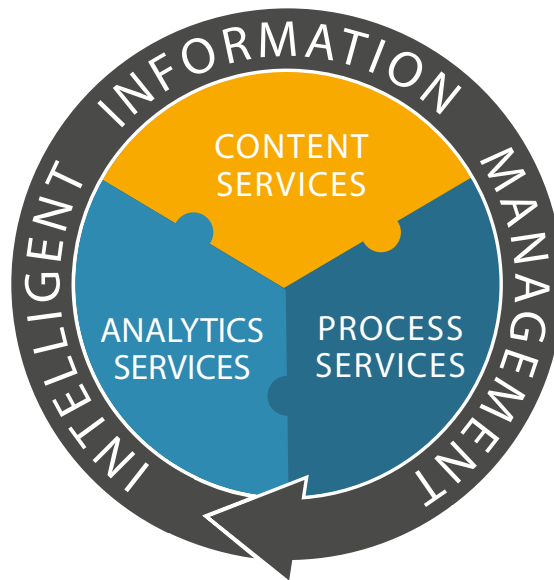 INTELLIGENT INFORMATION MANAGEMENT
CONTENT
SERVICES
ANALYTICS
SERVICES
PROCESS
SERVICES